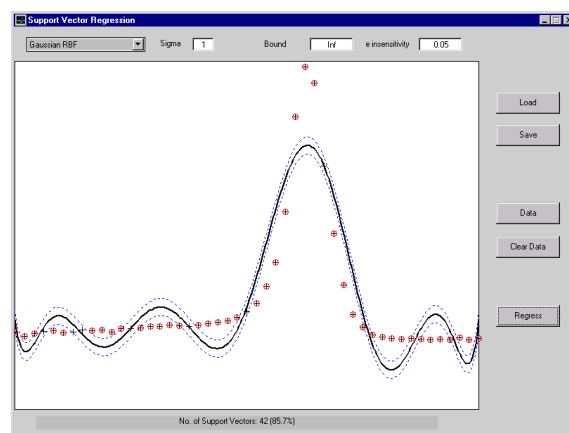 Support Vector Regression
Gaussian RBF Sigma 1 Bound Inf e insensitivity 0.05
Load
Save
Data
Clear Data
Regress
No. of Support Vectors: 42 (85.7%)